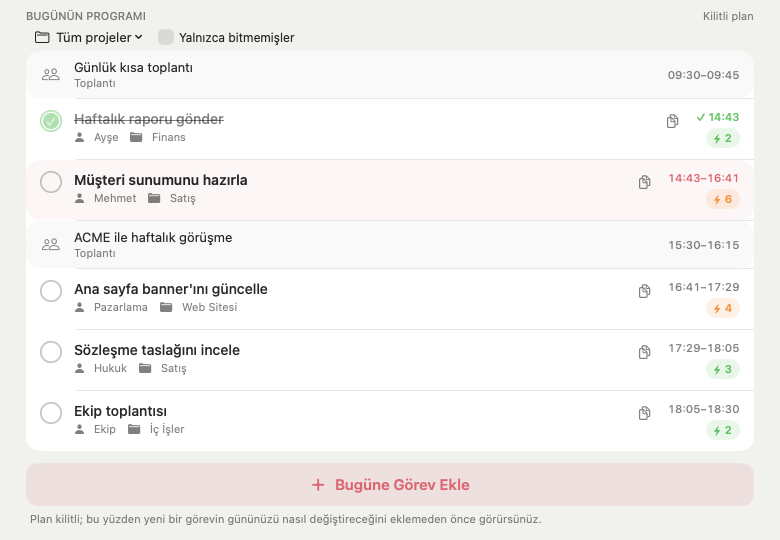 BUGÜNÜN PROGRAMI
Kilitli plan
Tüm projeler
Yalnızca bitmemişler
Günlük kısa toplantı
09:30–09:45
Toplantı
Haftalık raporu gönder
14:43
Ayşe Finans
2
Müşteri sunumunu hazırla
14:43–16:41
Mehmet Satış
6
ACME ile haftalık görüşme
15:30–16:15
Toplantı
Ana sayfa banner'ını güncelle
16:41–17:29
Pazarlama Web Sitesi
4
Sözleşme taslağını incele
17:29–18:05
Hukuk Satış
3
Ekip toplantısı
18:05–18:30
Ekip İç İşler
2
+ Bugüne Görev Ekle
Plan kilitli; bu yüzden yeni bir görevin gününüzü nasıl değiştireceğini eklemeden önce görürsünüz.